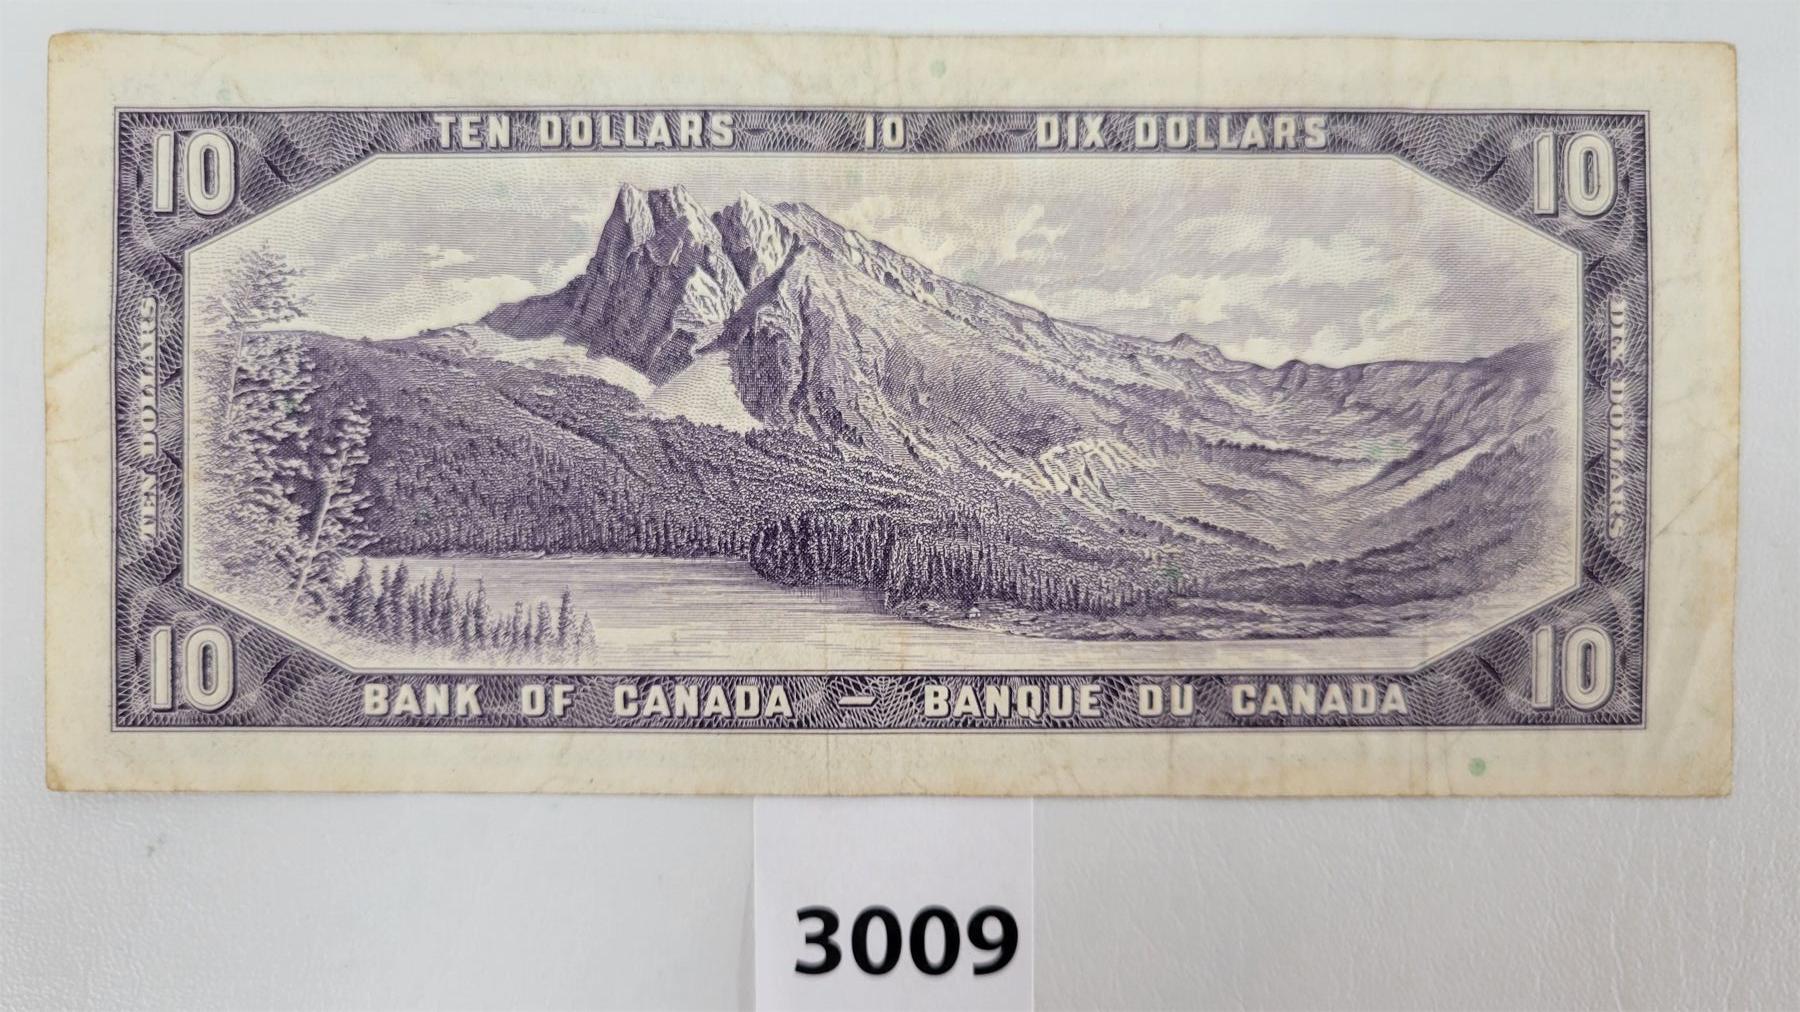 TEN DOLLARS 10 DIX DOLLARS
10 10
TEN DOLLARS
DIX DOLLARS
10 10
BANK OF CANADA — BANQUE DU CANADA
3009